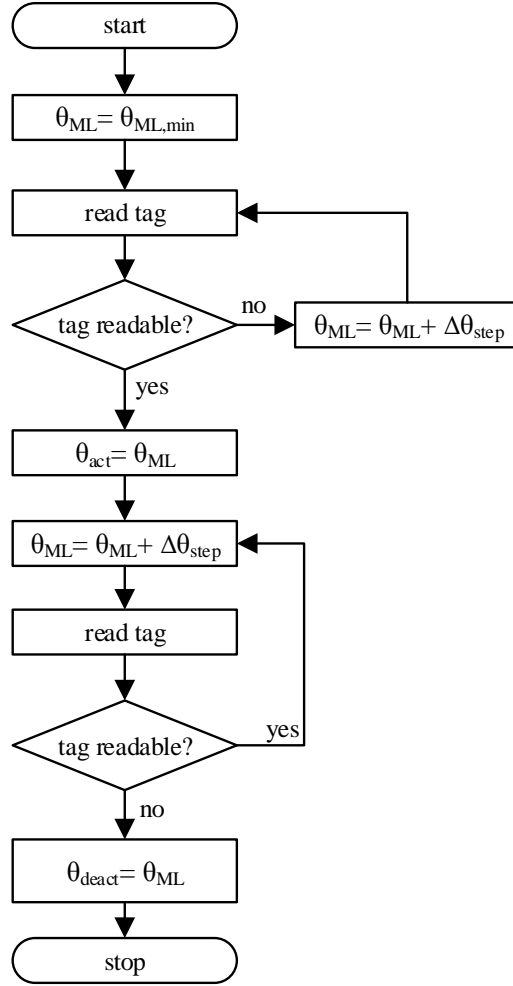 start
θML= θML,min
read tag
tag readable?
no
θML= θML+ Δθstep
yes
θact= θML
θML= θML+ Δθstep
read tag
tag readable?
yes
no
θdeact= θML
stop